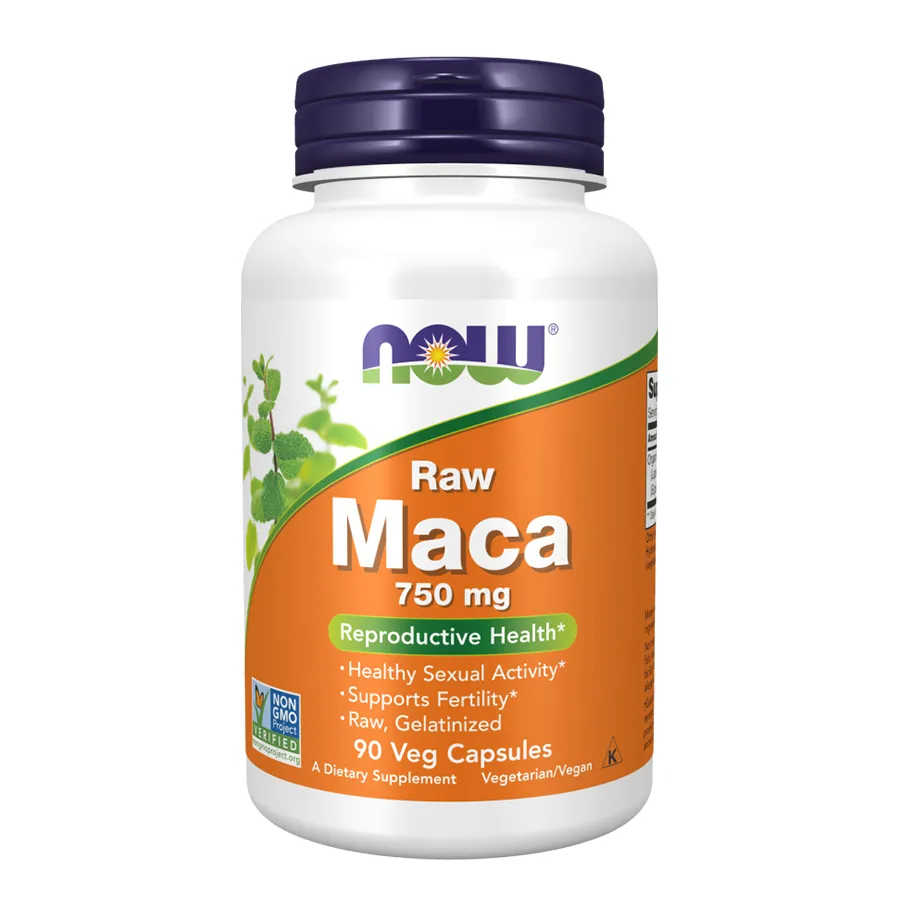 NOW®
Raw
Maca
750 mg
Reproductive Health*
• Healthy Sexual Activity*
• Supports Fertility*
• Raw, Gelatinized
90 Veg Capsules
A Dietary Supplement Vegetarian/Vegan
K
NON
GMO
Project
VERIFIED
nongmoproject.org